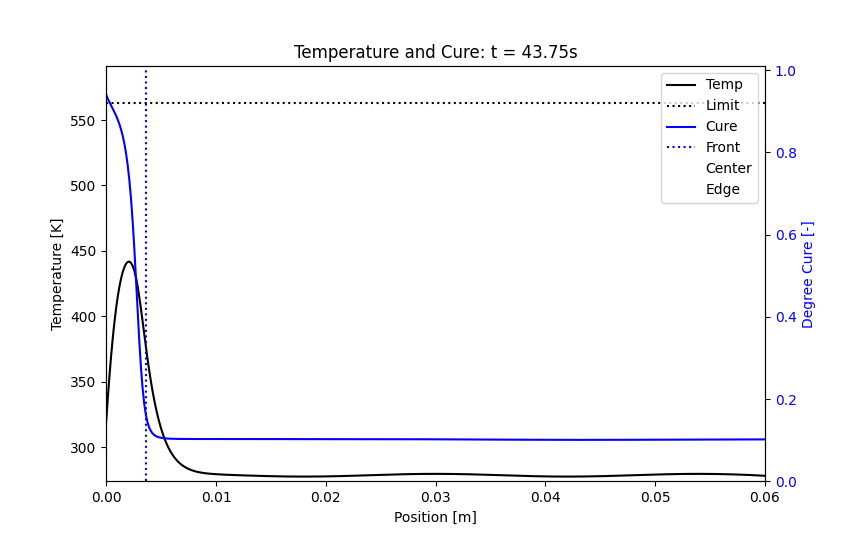 Temperature and Cure: t = 43.75s
Temp
Limit
Cure
Front
Center
Edge
Temperature [K]
550
500
450
400
350
300
1.0
0.8
0.6
0.4
0.2
0.0
Degree Cure [-]
0.00
0.01
0.02
0.03
0.04
0.05
0.06
Position [m]